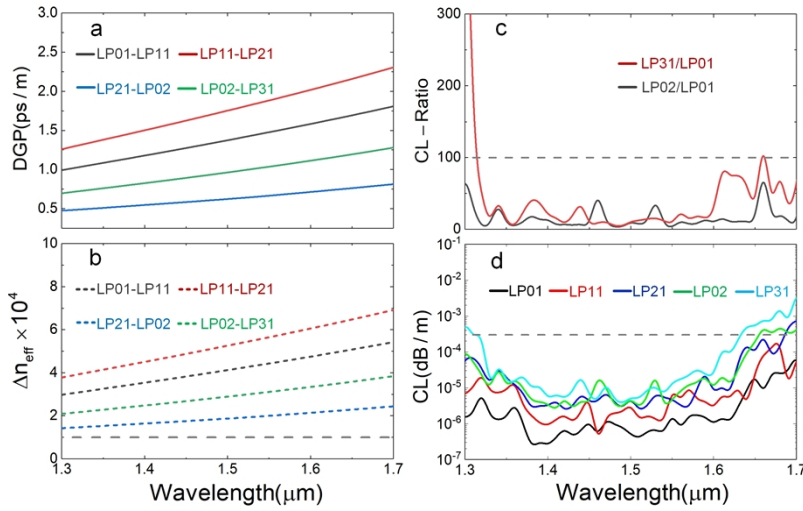 a
LP01-LP11 LP11-LP21
LP21-LP02 LP02-LP31
DGP(ps / m)
3.0
2.5
2.0
1.5
1.0
0.5
b
LP01-LP11 LP11-LP21
LP21-LP02 LP02-LP31
Δn_eff × 10^4
10
8
6
4
2
0
1.3 1.4 1.5 1.6 1.7
Wavelength(μm)
c
LP31/LP01
LP02/LP01
CL – Ratio
300
200
100
0
d
LP01 LP11 LP21 LP02 LP31
CL(dB / m)
10^-1
10^-2
10^-3
10^-4
10^-5
10^-6
10^-7
1.3 1.4 1.5 1.6 1.7
Wavelength(μm)